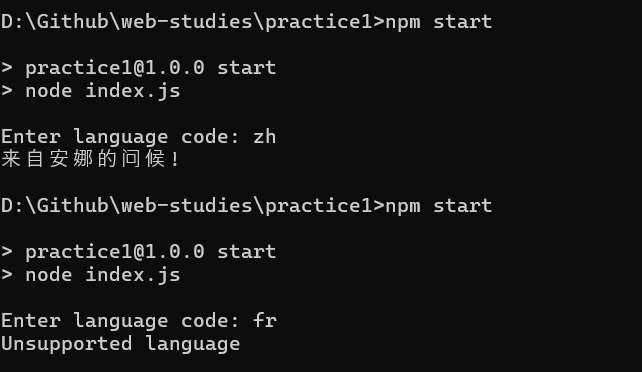 D:\Github\web-studies\practice1>npm start
> practice1@1.0.0 start
> node index.js
Enter language code: zh
来自安娜的问候!
D:\Github\web-studies\practice1>npm start
> practice1@1.0.0 start
> node index.js
Enter language code: fr
Unsupported language